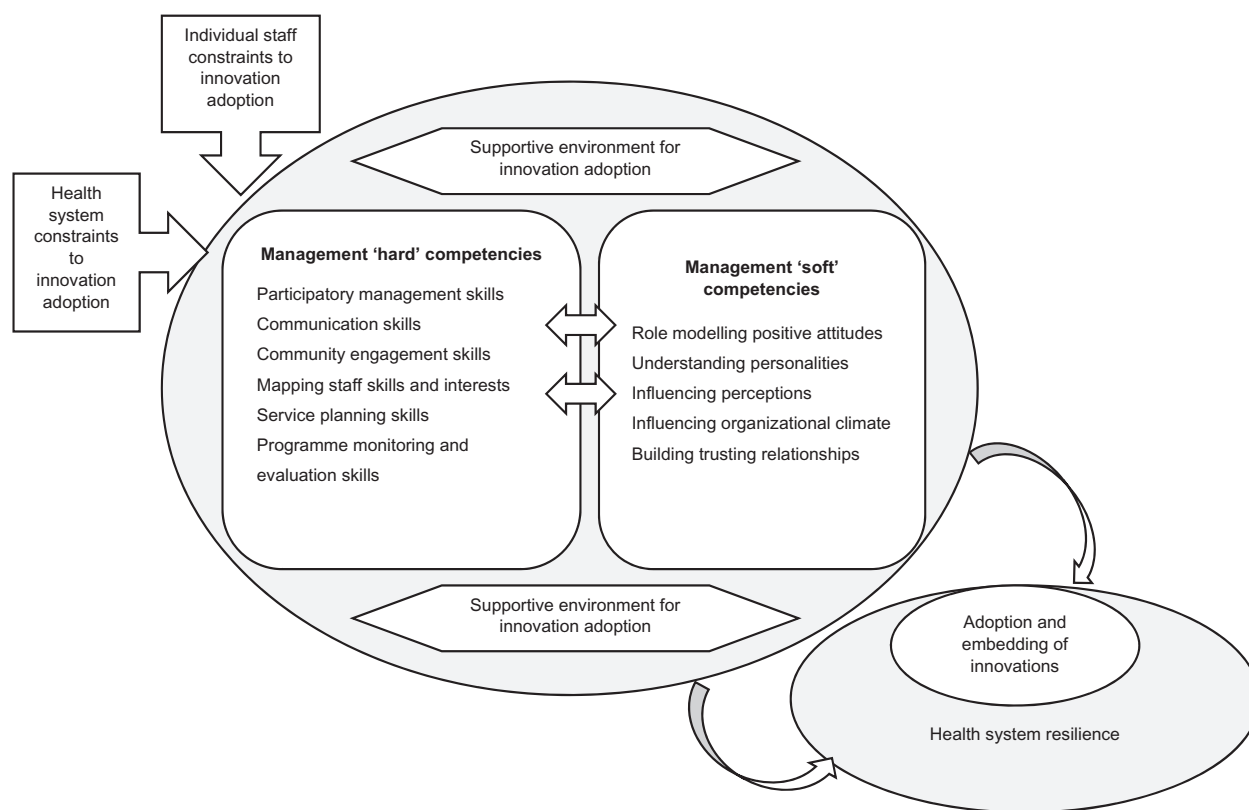 Individual staff
constraints to
innovation
adoption
Health
system
constraints
to
innovation
adoption
Supportive environment for
innovation adoption
Management ‘hard’ competencies
Participatory management skills
Communication skills
Community engagement skills
Mapping staff skills and interests
Service planning skills
Programme monitoring and
evaluation skills
Management ‘soft’
competencies
Role modelling positive attitudes
Understanding personalities
Influencing perceptions
Influencing organizational climate
Building trusting relationships
Supportive environment for
innovation adoption
Adoption and
embedding of
innovations
Health system resilience